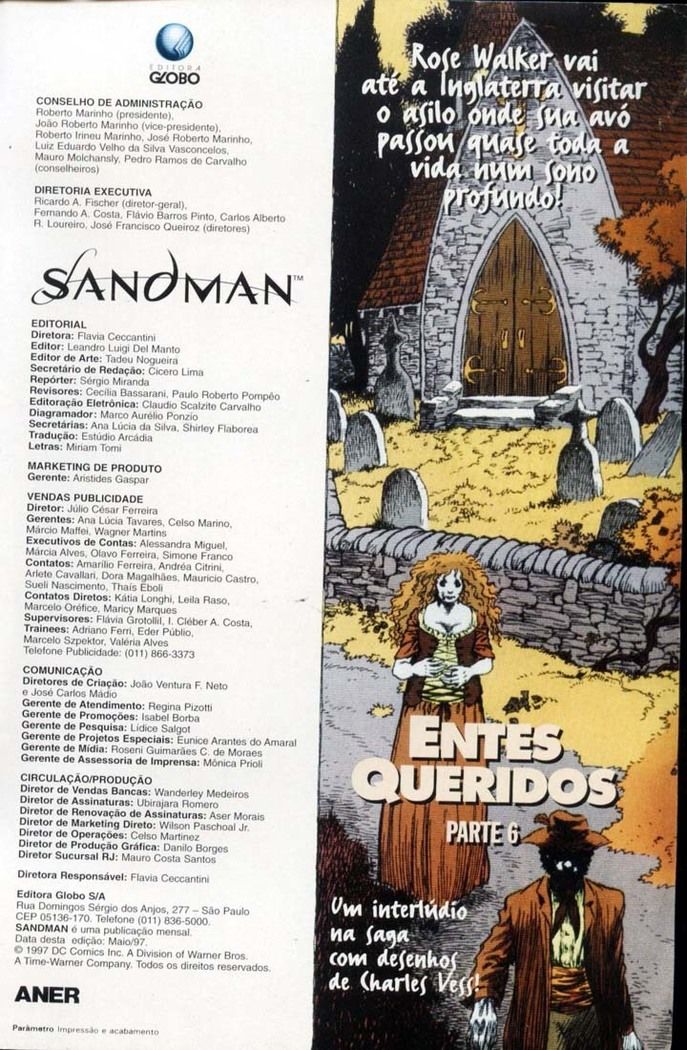 EDITORA
GLOBO
CONSELHO DE ADMINISTRAÇÃO
Roberto Marinho (presidente),
João Roberto Marinho (vice-presidente),
Roberto Irineu Marinho, José Roberto Marinho,
Luiz Eduardo Velho da Silva Vasconcelos,
Mauro Molchansly, Pedro Ramos de Carvalho
(conselheiros)
DIRETORIA EXECUTIVA
Ricardo A. Fischer (diretor-geral),
Fernando A. Costa, Flávio Barros Pinto, Carlos Alberto
R. Loureiro, José Francisco Queiroz (diretores)
SANDMAN™
EDITORIAL
Diretora: Flavia Ceccantini
Editor: Leandro Luigi Del Manto
Editor de Arte: Tadeu Nogueira
Secretário de Redação: Cicero Lima
Repórter: Sérgio Miranda
Revisores: Cecília Bassarani, Paulo Roberto Pompêo
Editoração Eletrônica: Claudio Scalzite Carvalho
Diagramador: Marco Aurélio Ponzio
Secretárias: Ana Lúcia da Silva, Shirley Flaborea
Tradução: Estúdio Arcádia
Letras: Miriam Tomi
MARKETING DE PRODUTO
Gerente: Aristides Gaspar
VENDAS PUBLICIDADE
Diretor: Júlio César Ferreira
Gerentes: Ana Lúcia Tavares, Celso Marino,
Márcio Maffei, Wagner Martins
Executivos de Contas: Alessandra Miguel,
Márcia Alves, Olavo Ferreira, Simone Franco
Contatos: Amarílio Ferreira, Andréa Citrini,
Arlete Cavallari, Dora Magalhães, Mauricio Castro,
Sueli Nascimento, Thaís Eboli
Contatos Diretos: Kátia Longhi, Leila Raso,
Marcelo Oréfice, Maricy Marques
Supervisores: Flávia Grotollil, I. Cléber A. Costa,
Trainees: Adriano Ferri, Eder Públio,
Marcelo Szpektor, Valéria Alves
Telefone Publicidade: (011) 866-3373
COMUNICAÇÃO
Diretores de Criação: João Ventura F. Neto
e José Carlos Mádio
Gerente de Atendimento: Regina Pizotti
Gerente de Promoções: Isabel Borba
Gerente de Pesquisa: Lídice Salgot
Gerente de Projetos Especiais: Eunice Arantes do Amaral
Gerente de Mídia: Roseni Guimarães C. de Moraes
Gerente de Assessoria de Imprensa: Mônica Prioli
CIRCULAÇÃO/PRODUÇÃO
Diretor de Vendas Bancas: Wanderley Medeiros
Diretor de Assinaturas: Ubirajara Romero
Diretor de Renovação de Assinaturas: Aser Morais
Diretor de Marketing Direto: Wilson Paschoal Jr.
Diretor de Operações: Celso Martinez
Diretor de Produção Gráfica: Danilo Borges
Diretor Sucursal RJ: Mauro Costa Santos
Diretora Responsável: Flavia Ceccantini
Editora Globo S/A
Rua Domingos Sérgio dos Anjos, 277 – São Paulo
CEP 05136-170. Telefone (011) 836-5000.
SANDMAN é uma publicação mensal.
Data desta edição: Maio/97.
© 1997 DC Comics Inc. A Division of Warner Bros.
A Time-Warner Company. Todos os direitos reservados.
ANER
Parâmetro Impressão e acabamento
Rose Walker vai
até a Inglaterra visitar
o asilo onde sua avó
passou quase toda a
vida num sono
profundo!
ENTES
QUERIDOS
PARTE 6
Um interlúdio
na saga
com desenhos
de Charles Vess!